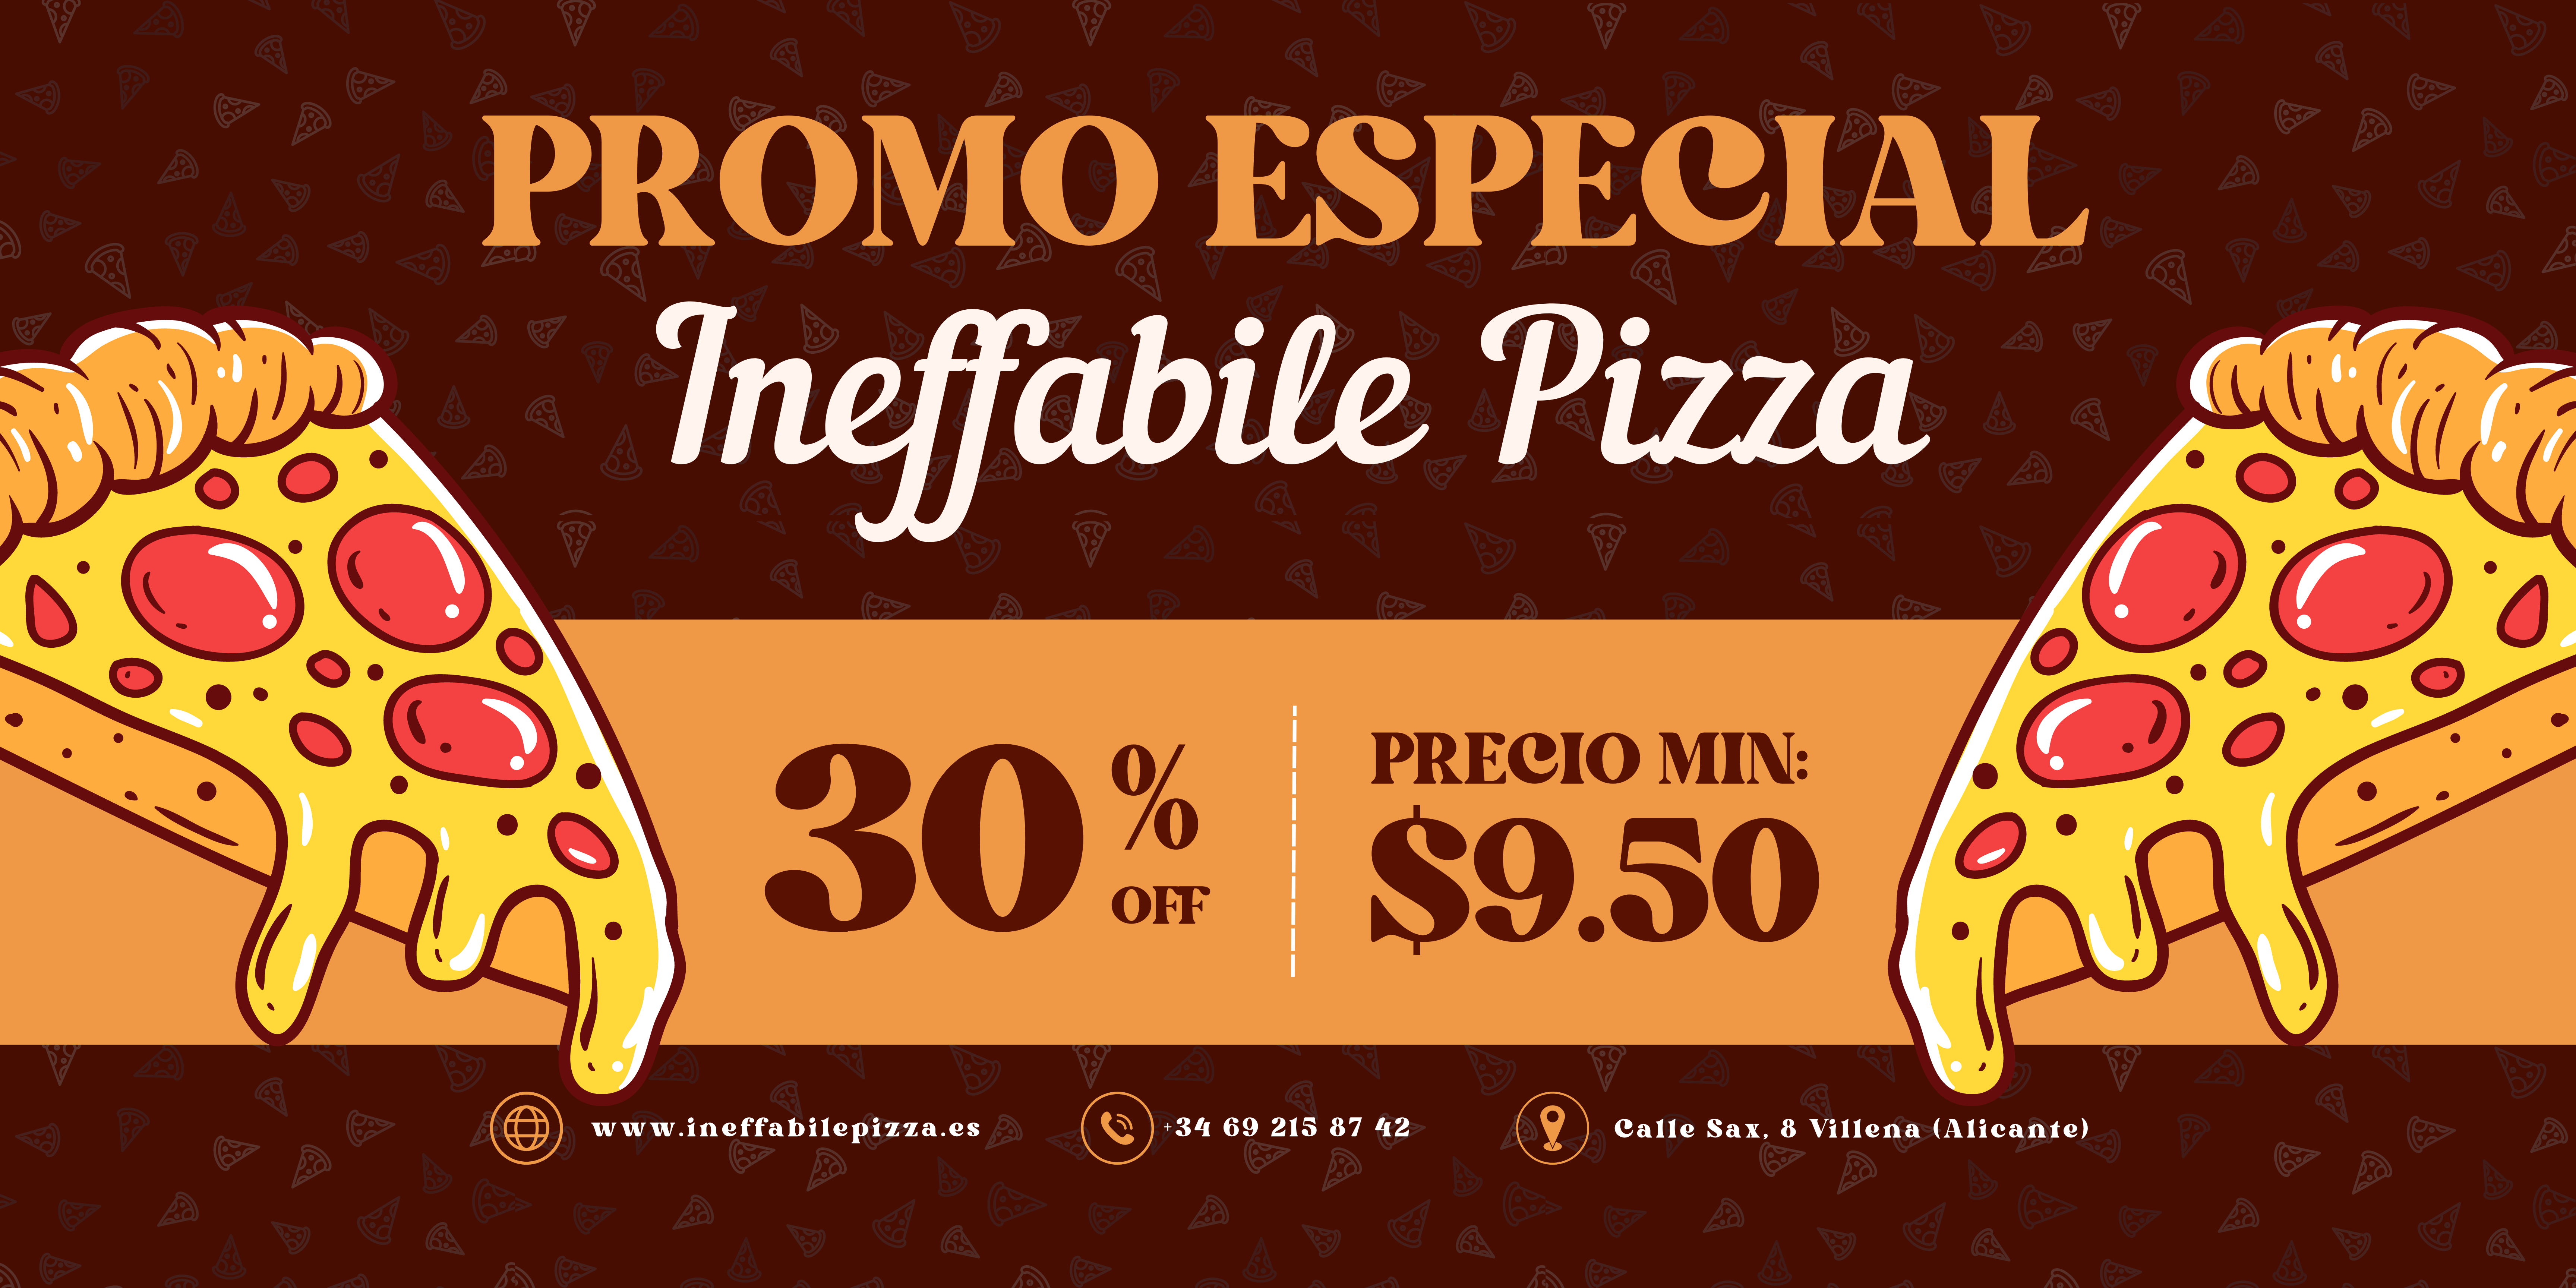 PROMO ESPECIAL
Ineffabile Pizza
30% OFF
PRECIO MIN:
$9.50
www.ineffabilepizza.es
+34 69 215 87 42
Calle Sax, 8 Villena (Alicante)